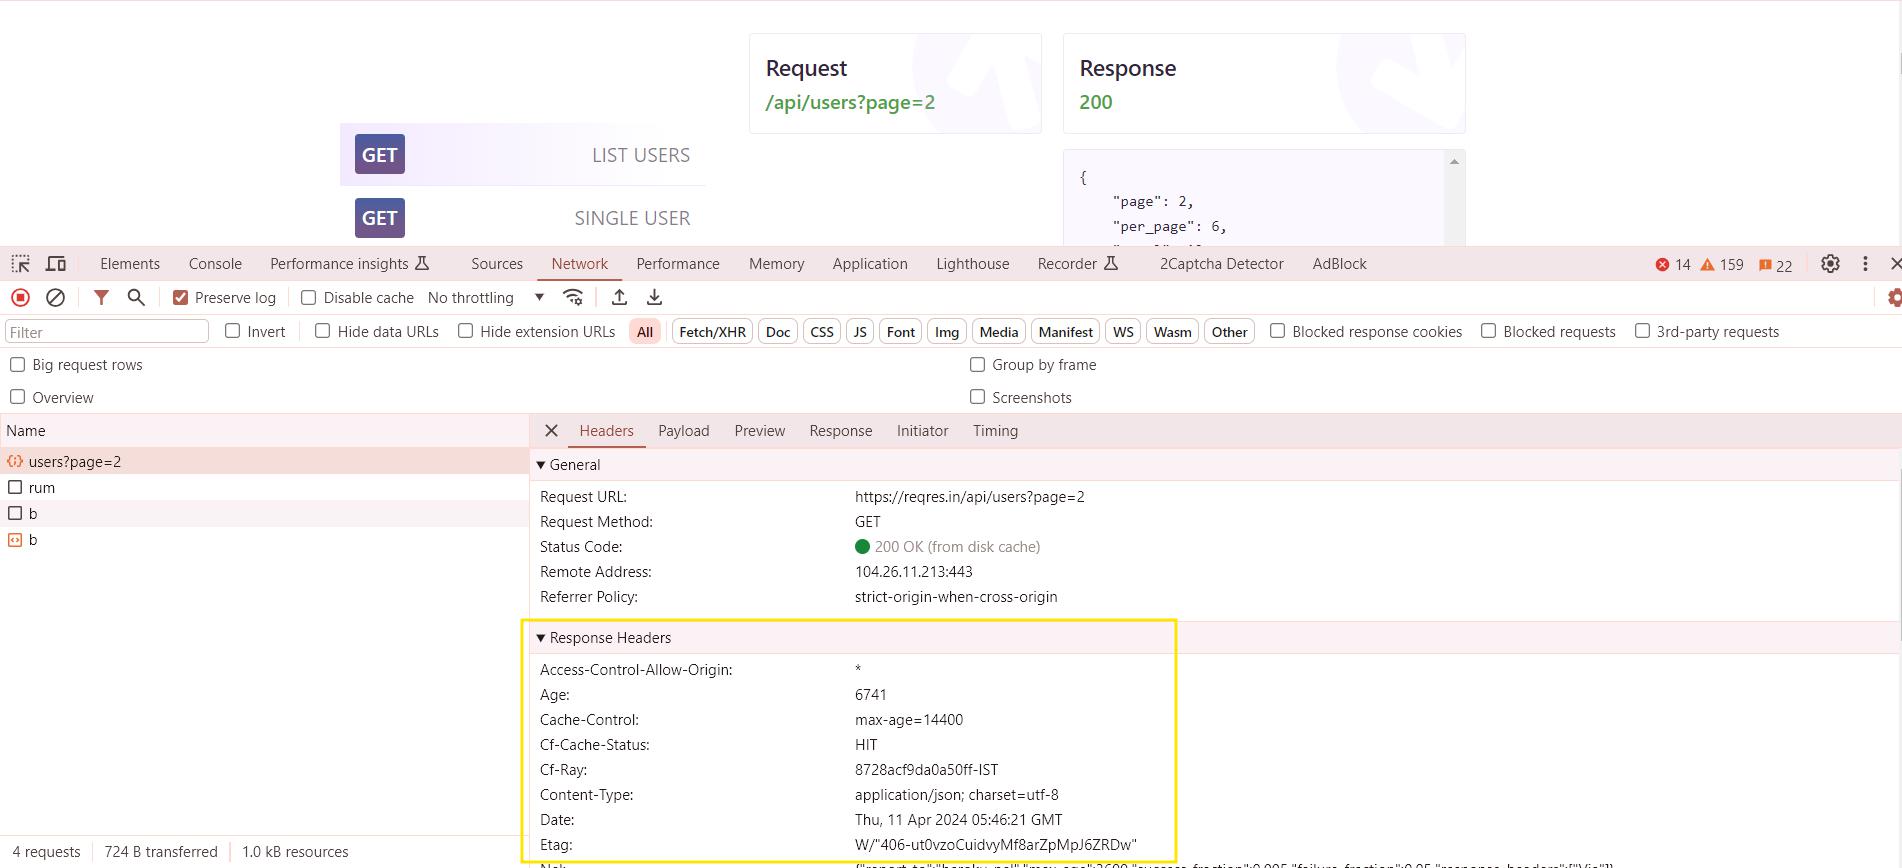 Request
/api/users?page=2
Response
200
GET LIST USERS
GET SINGLE USER
{
"page": 2,
"per_page": 6,
Elements Console Performance insights Sources Network Performance Memory Application Lighthouse Recorder 2Captcha Detector AdBlock 14 159 22
Preserve log Disable cache No throttling
Filter Invert Hide data URLs Hide extension URLs All Fetch/XHR Doc CSS JS Font Img Media Manifest WS Wasm Other Blocked response cookies Blocked requests 3rd-party requests
Big request rows Group by frame
Overview Screenshots
Name
users?page=2
rum
b
b
Headers Payload Preview Response Initiator Timing
General
Request URL: https://reqres.in/api/users?page=2
Request Method: GET
Status Code: 200 OK (from disk cache)
Remote Address: 104.26.11.213:443
Referrer Policy: strict-origin-when-cross-origin
Response Headers
Access-Control-Allow-Origin: *
Age: 6741
Cache-Control: max-age=14400
Cf-Cache-Status: HIT
Cf-Ray: 8728acf9da0a50ff-IST
Content-Type: application/json; charset=utf-8
Date: Thu, 11 Apr 2024 05:46:21 GMT
Etag: W/"406-ut0vzoCuidvyMf8arZpMpJ6ZRDw"
4 requests 724 B transferred 1.0 kB resources